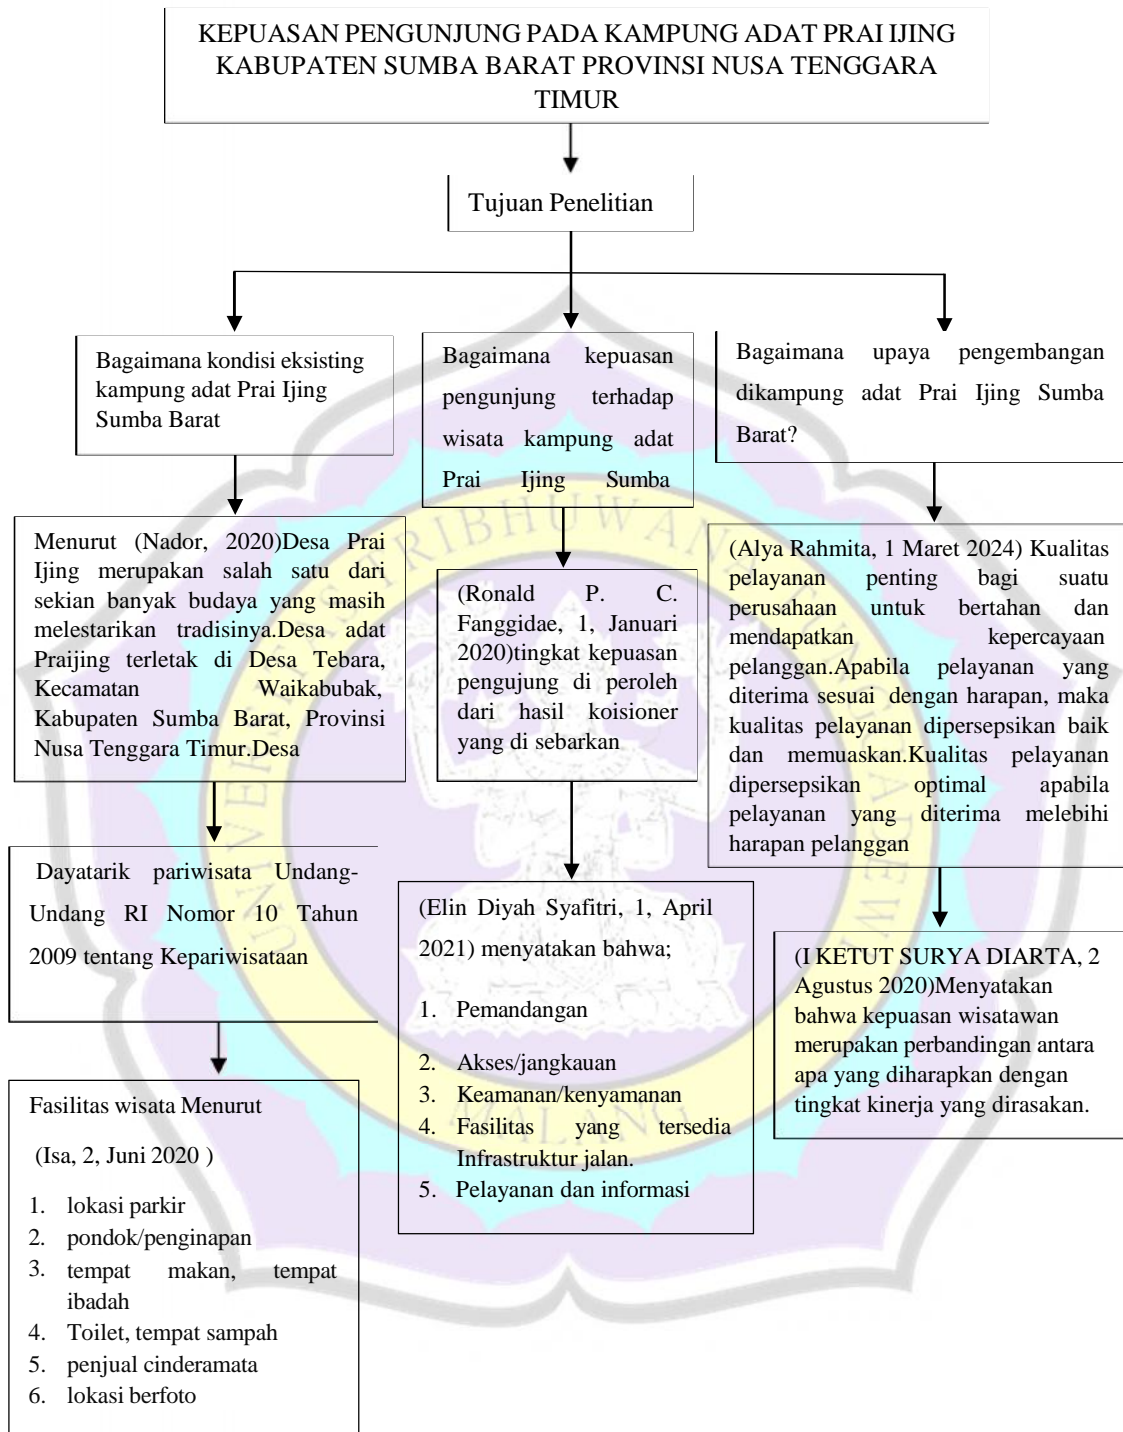 KEPUASAN PENGUNJUNG PADA KAMPUNG ADAT PRAI IJING
KABUPATEN SUMBA BARAT PROVINSI NUSA TENGGARA
TIMUR
Tujuan Penelitian
Bagaimana kondisi eksisting
kampung adat Prai Ijing
Sumba Barat
Bagaimana kepuasan
pengunjung terhadap
wisata kampung adat
Prai Ijing Sumba
Bagaimana upaya pengembangan
dikampung adat Prai Ijing Sumba
Barat?
Menurut (Nador, 2020)Desa Prai
Ijing merupakan salah satu dari
sekian banyak budaya yang masih
melestarikan tradisinya.Desa adat
Praijing terletak di Desa Tebara,
Kecamatan Waikabubak,
Kabupaten Sumba Barat, Provinsi
Nusa Tenggara Timur.Desa
(Ronald P. C.
Fanggidae, 1, Januari
2020)tingkat kepuasan
pengujung di peroleh
dari hasil koisioner
yang di sebarkan
(Alya Rahmita, 1 Maret 2024) Kualitas
pelayanan penting bagi suatu
perusahaan untuk bertahan dan
mendapatkan kepercayaan
pelanggan.Apabila pelayanan yang
diterima sesuai dengan harapan, maka
kualitas pelayanan dipersepsikan baik
dan memuaskan.Kualitas pelayanan
dipersepsikan optimal apabila
pelayanan yang diterima melebihi
harapan pelanggan
Dayatarik pariwisata Undang-
Undang RI Nomor 10 Tahun
2009 tentang Kepariwisataan
(Elin Diyah Syafitri, 1, April
2021) menyatakan bahwa;
1. Pemandangan
2. Akses/jangkauan
3. Keamanan/kenyamanan
4. Fasilitas yang tersedia
Infrastruktur jalan.
5. Pelayanan dan informasi
(I KETUT SURYA DIARTA, 2
Agustus 2020)Menyatakan
bahwa kepuasan wisatawan
merupakan perbandingan antara
apa yang diharapkan dengan
tingkat kinerja yang dirasakan.
Fasilitas wisata Menurut
(Isa, 2, Juni 2020 )
1. lokasi parkir
2. pondok/penginapan
3. tempat makan, tempat
ibadah
4. Toilet, tempat sampah
5. penjual cinderamata
6. lokasi berfoto
MALANG